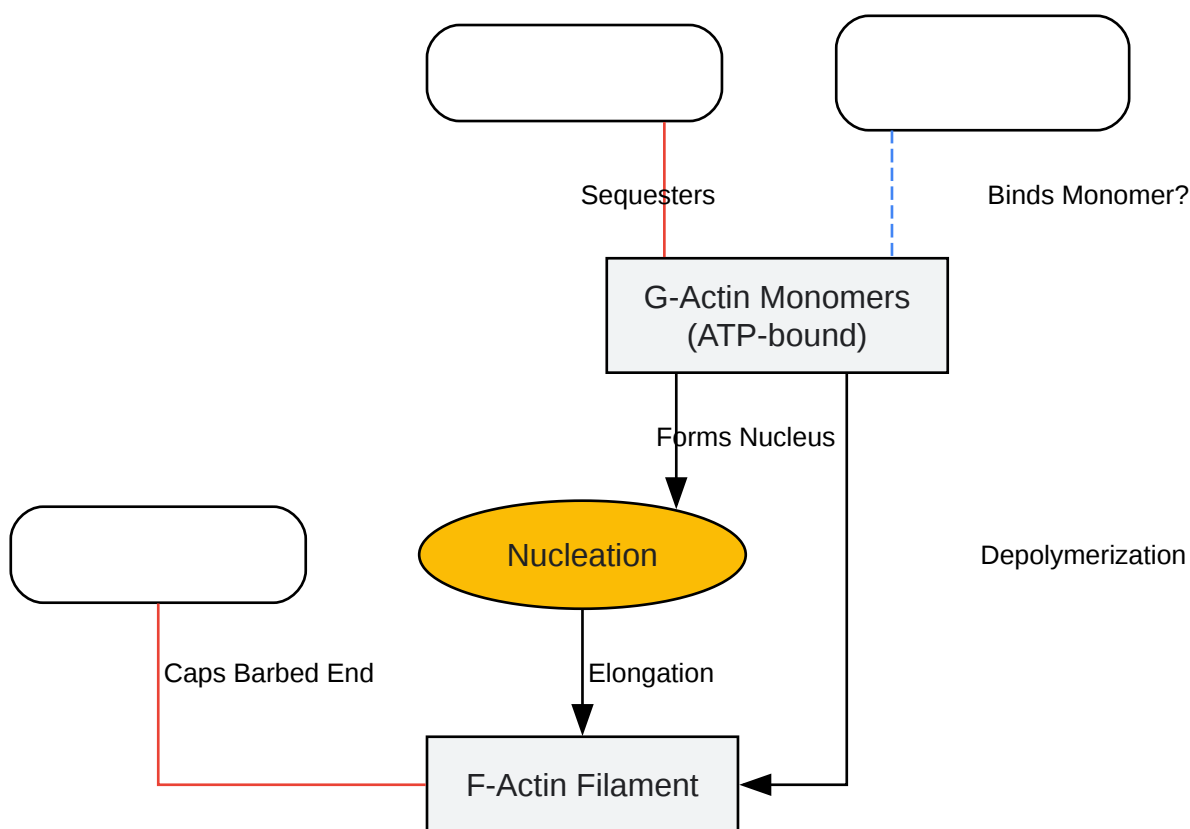 Sequesters
Binds Monomer?
G-Actin Monomers
(ATP-bound)
Forms Nucleus
Nucleation
Depolymerization
Caps Barbed End
Elongation
F-Actin Filament